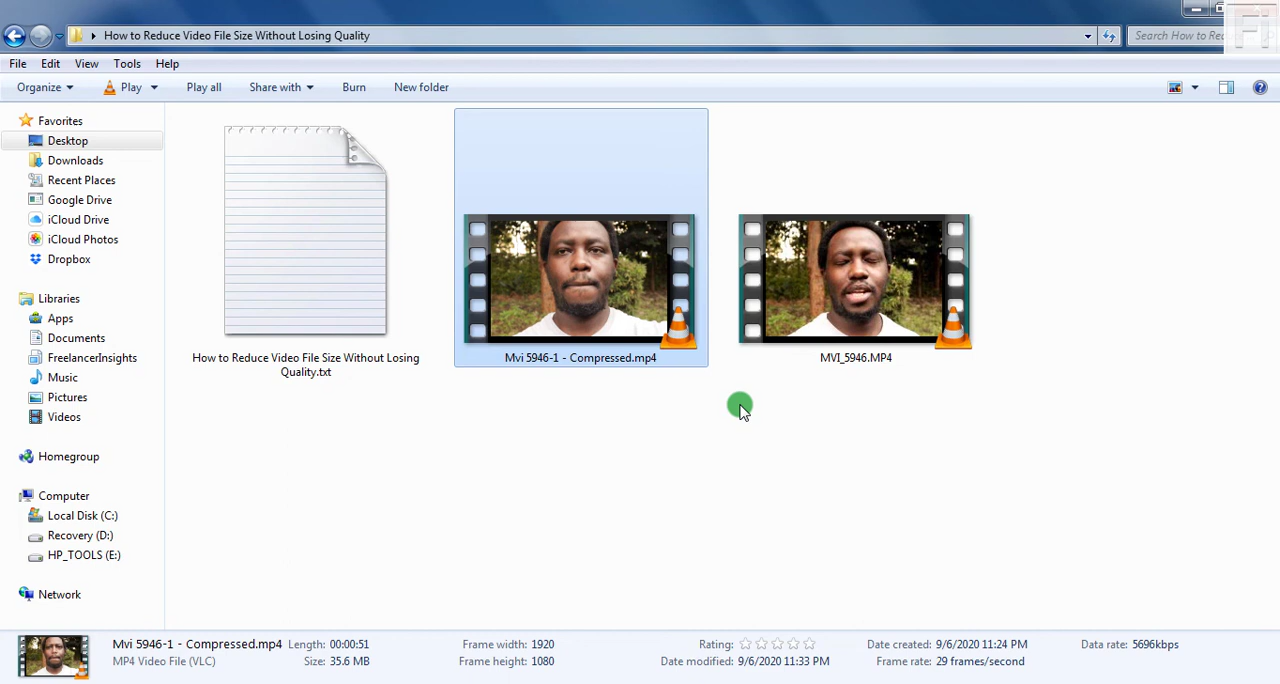 How to Reduce Video File Size Without Losing Quality
Search How to Redu
File Edit View Tools Help
Organize Play Play all Share with Burn New folder
Favorites
Desktop
Downloads
Recent Places
Google Drive
iCloud Drive
iCloud Photos
Dropbox
Libraries
Apps
Documents
FreelancerInsights
Music
Pictures
Videos
Homegroup
Computer
Local Disk (C:)
Recovery (D:)
HP_TOOLS (E:)
Network
How to Reduce Video File Size Without Losing
Quality.txt
Mvi 5946-1 - Compressed.mp4
MVI_5946.MP4
Mvi 5946-1 - Compressed.mp4 Length: 00:00:51 Frame width: 1920 Rating: Date created: 9/6/2020 11:24 PM Data rate: 5696kbps
MP4 Video File (VLC) Size: 35.6 MB Frame height: 1080 Date modified: 9/6/2020 11:33 PM Frame rate: 29 frames/second